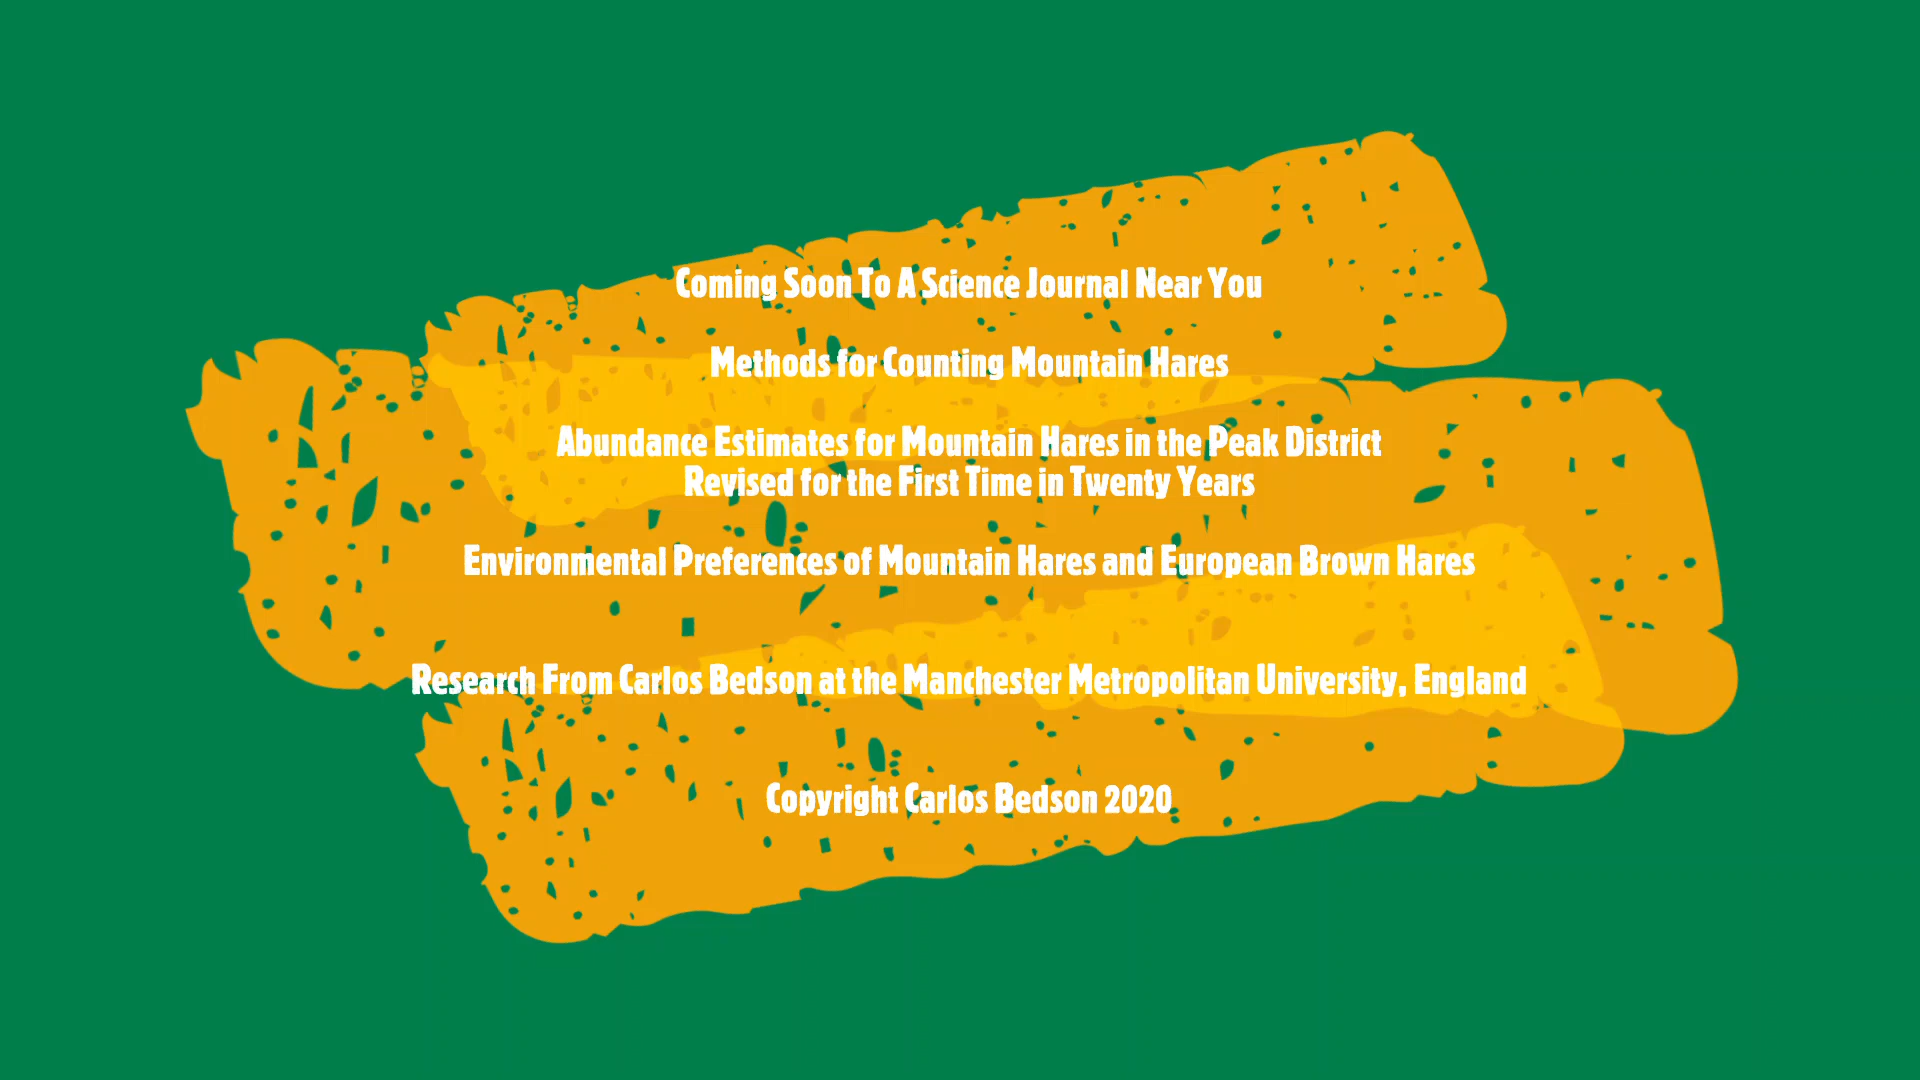 Coming Soon To A Science Journal Near You
Methods for Counting Mountain Hares
Abundance Estimates for Mountain Hares in the Peak District
Revised for the First Time in Twenty Years
Environmental Preferences of Mountain Hares and European Brown Hares
Research From Carlos Bedson at the Manchester Metropolitan University, England
Copyright Carlos Bedson 2020